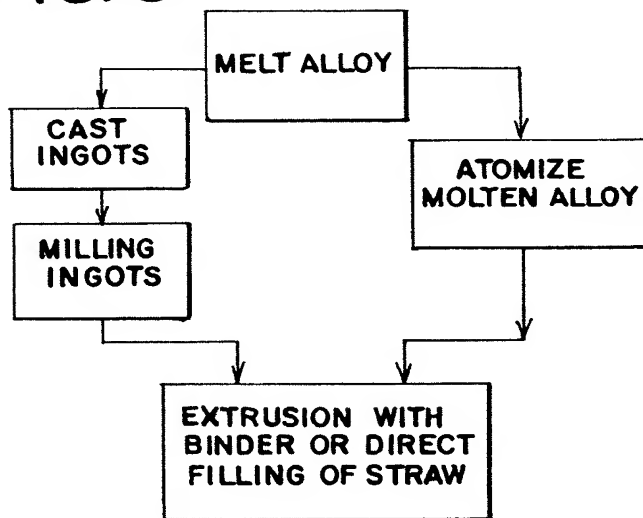 MELT ALLOY
CAST
INGOTS
ATOMIZE
MOLTEN ALLOY
MILLING
INGOTS
EXTRUSION WITH
BINDER OR DIRECT
FILLING OF STRAW